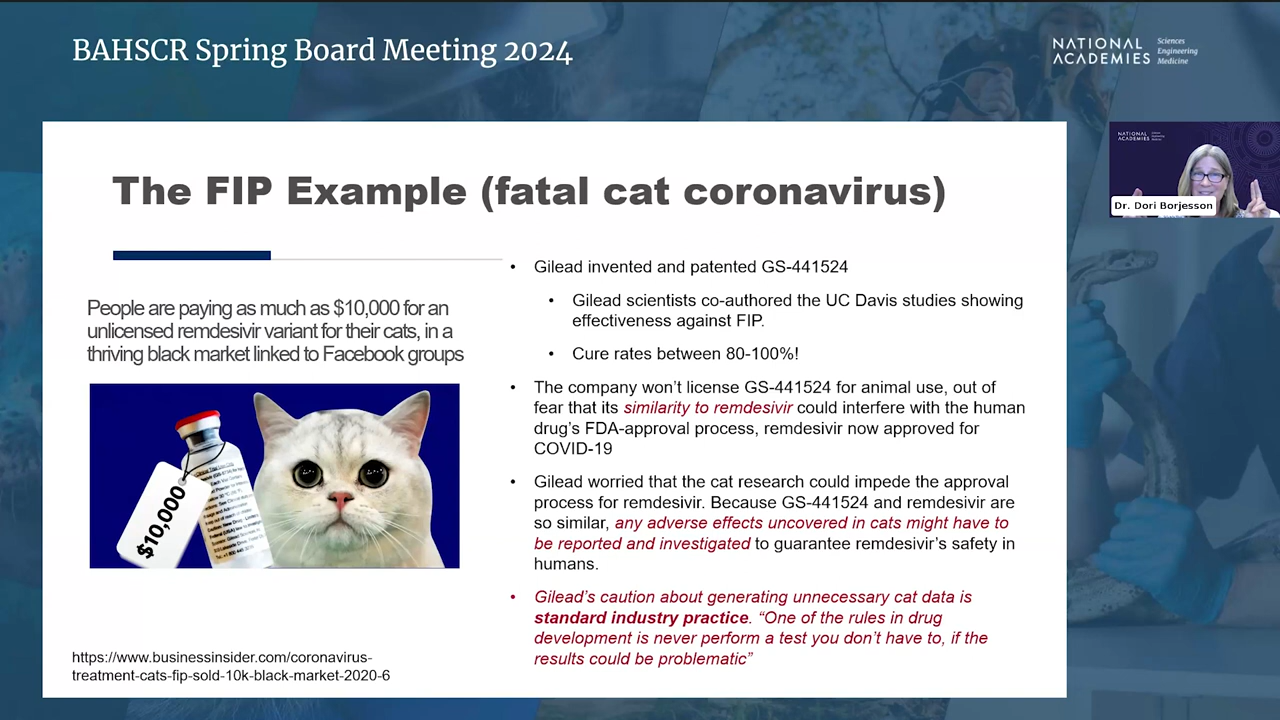 BAHSCR Spring Board Meeting 2024
NATIONAL
ACADEMIES
Sciences
Engineering
Medicine
NATIONAL
ACADEMIES
Dr. Dori Borjesson
The FIP Example (fatal cat coronavirus)
People are paying as much as $10,000 for an
unlicensed remdesivir variant for their cats, in a
thriving black market linked to Facebook groups
$10,000
https://www.businessinsider.com/coronavirus-
treatment-cats-fip-sold-10k-black-market-2020-6
• Gilead invented and patented GS-441524
• Gilead scientists co-authored the UC Davis studies showing
effectiveness against FIP.
• Cure rates between 80-100%!
• The company won’t license GS-441524 for animal use, out of
fear that its similarity to remdesivir could interfere with the human
drug’s FDA-approval process, remdesivir now approved for
COVID-19
• Gilead worried that the cat research could impede the approval
process for remdesivir. Because GS-441524 and remdesivir are
so similar, any adverse effects uncovered in cats might have to
be reported and investigated to guarantee remdesvir’s safety in
humans.
• Gilead’s caution about generating unnecessary cat data is
standard industry practice. “One of the rules in drug
development is never perform a test you don’t have to, if the
results could be problematic”